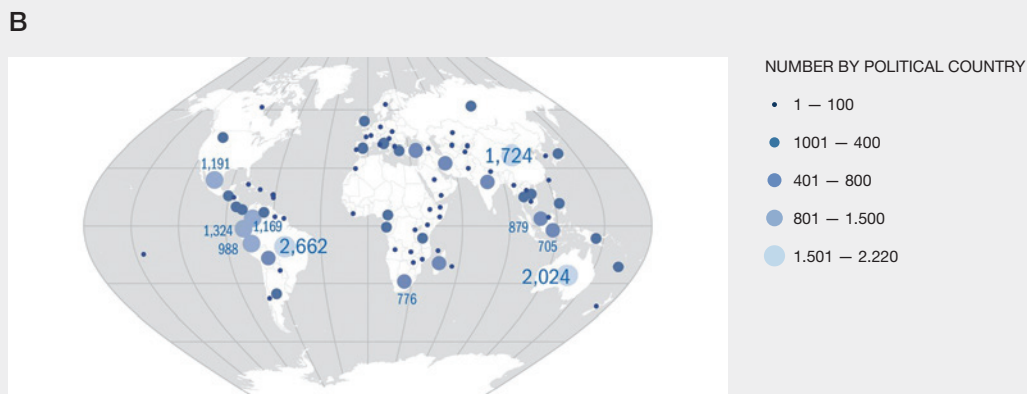 B
NUMBER BY POLITICAL COUNTRY
1 — 100
1001 — 400
401 — 800
801 — 1.500
1.501 — 2.220
1,191
1,724
1,324
1,169
988
2,662
879
705
2,024
776